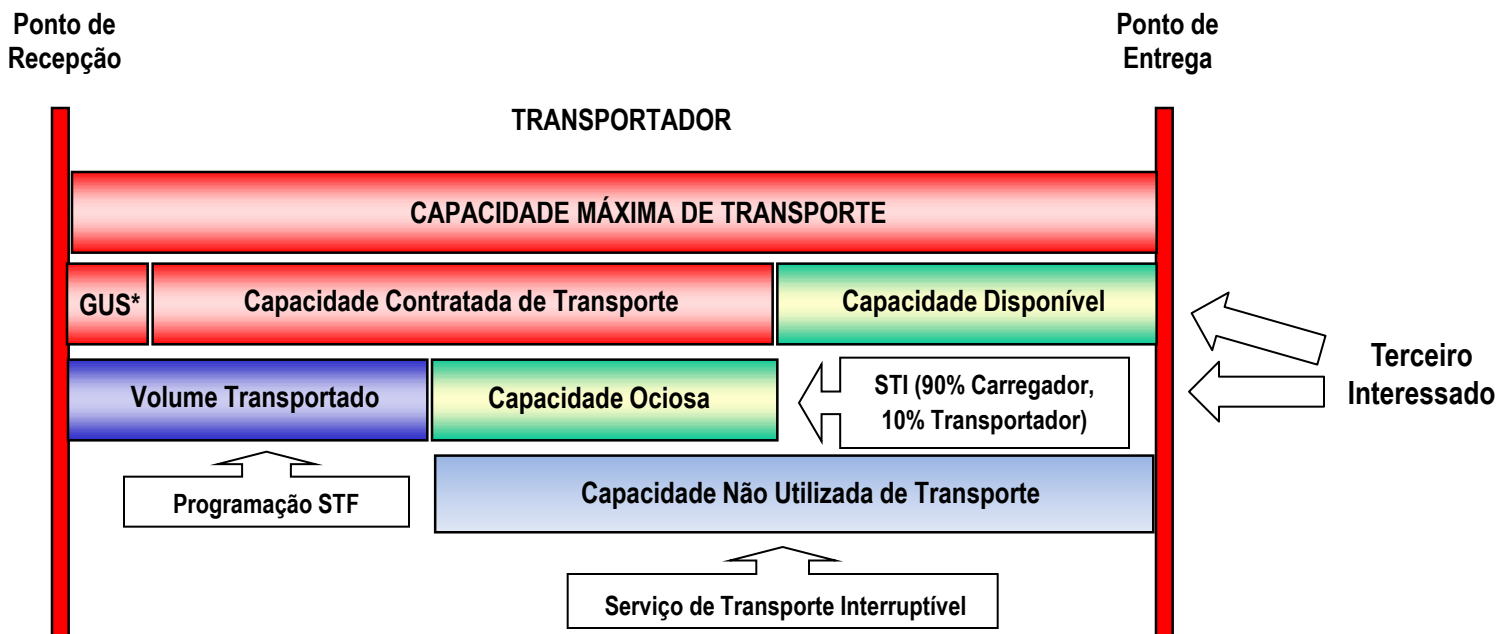 Ponto de
Recepção
Ponto de
Entrega
TRANSPORTADOR
CAPACIDADE MÁXIMA DE TRANSPORTE
GUS*
Capacidade Contratada de Transporte
Capacidade Disponível
Terceiro
Interessado
Volume Transportado
Capacidade Ociosa
STI (90% Carregador,
10% Transportador)
Programação STF
Capacidade Não Utilizada de Transporte
Serviço de Transporte Interruptível